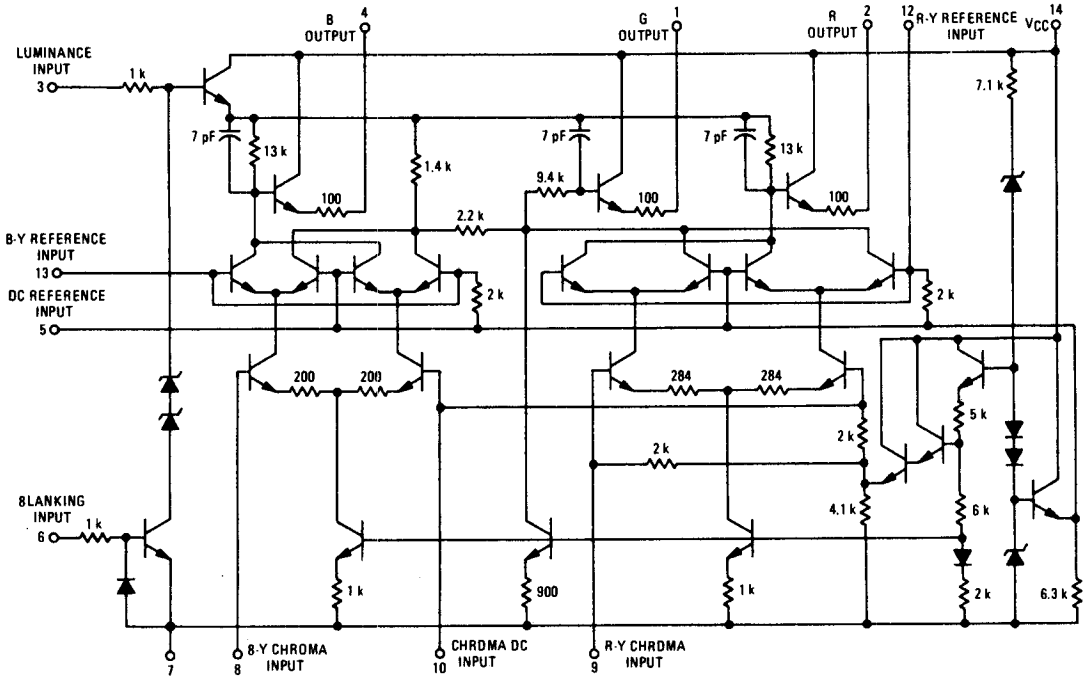 B
OUTPUT
4
G
OUTPUT
1
R
OUTPUT
2
12
R-Y REFERENCE
INPUT
VCC
14
LUMINANCE
INPUT
3
1 k
7.1 k
7 pF
13 k
1.4 k
7 pF
7 pF
13 k
9.4 k
100
100
100
2.2 k
B-Y REFERENCE
INPUT
13
DC REFERENCE
INPUT
5
2 k
2 k
200
200
284
284
5 k
2 k
2 k
4.1 k
6 k
8LANKING
INPUT
6
1 k
1 k
900
1 k
2 k
6.3 k
7
8
8-Y CHROMA
INPUT
10
CHRDMA DC
INPUT
9
R-Y CHRDMA
INPUT